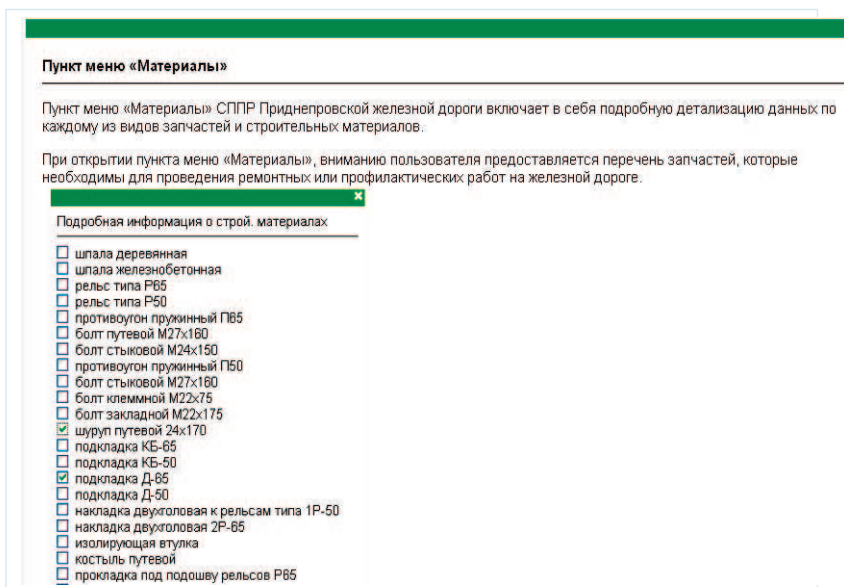 Пункт меню «Материалы»
Пункт меню «Материалы» СППР Приднепровской железной дороги включает в себя подробную детализацию данных по
каждому из видов запчастей и строительных материалов.
При открытии пункта меню «Материалы», вниманию пользователя предоставляется перечень запчастей, которые
необходимы для проведения ремонтных или профилактических работ на железной дороге.
Подробная информация о строй. материалах
шпала деревянная
шпала железнобетонная
рельс типа Р65
рельс типа Р50
противоугон пружинный П65
болт путевой М27х160
болт стыковой М24х150
противоугон пружинный П50
болт стыковой М27х160
болт клеммной М22х75
болт закладной М22х175
шуруп путевой 24х170
подкладка КБ-65
подкладка КБ-50
подкладка Д-65
подкладка Д-50
накладка двухголовая к рельсам типа 1Р-50
накладка двухголовая 2Р-65
изолирующая втулка
костыль путевой
прокладка под подошву рельсов Р65